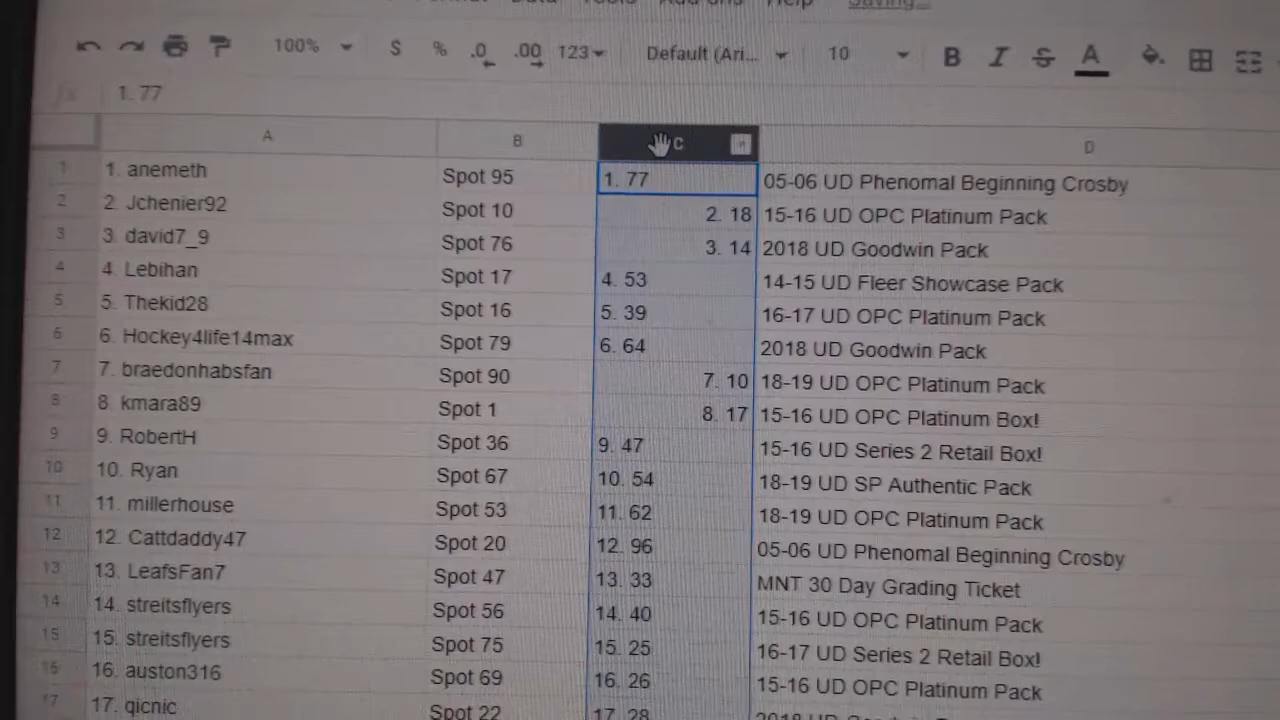 Saving...
100% $ % .0 .00 123 Default (Ari... 10 B I S A
fx 1. 77
A B C D
1 1. anemeth Spot 95 1. 77 05-06 UD Phenomal Beginning Crosby
2 2. Jchenier92 Spot 10 2. 18 15-16 UD OPC Platinum Pack
3 3. david7_9 Spot 76 3. 14 2018 UD Goodwin Pack
4 4. Lebihan Spot 17 4. 53 14-15 UD Fleer Showcase Pack
5 5. Thekid28 Spot 16 5. 39 16-17 UD OPC Platinum Pack
6 6. Hockey4life14max Spot 79 6. 64 2018 UD Goodwin Pack
7 7. braedonhabsfan Spot 90 7. 10 18-19 UD OPC Platinum Pack
8 8. kmara89 Spot 1 8. 17 15-16 UD OPC Platinum Box!
9 9. RobertH Spot 36 9. 47 15-16 UD Series 2 Retail Box!
10 10. Ryan Spot 67 10. 54 18-19 UD SP Authentic Pack
11 11. millerhouse Spot 53 11. 62 18-19 UD OPC Platinum Pack
12 12. Cattdaddy47 Spot 20 12. 96 05-06 UD Phenomal Beginning Crosby
13 13. LeafsFan7 Spot 47 13. 33 MNT 30 Day Grading Ticket
14 14. streitsflyers Spot 56 14. 40 15-16 UD OPC Platinum Pack
15 15. streitsflyers Spot 75 15. 25 16-17 UD Series 2 Retail Box!
16 16. auston316 Spot 69 16. 26 15-16 UD OPC Platinum Pack
17 17. qicnic Spot 22 17. 28